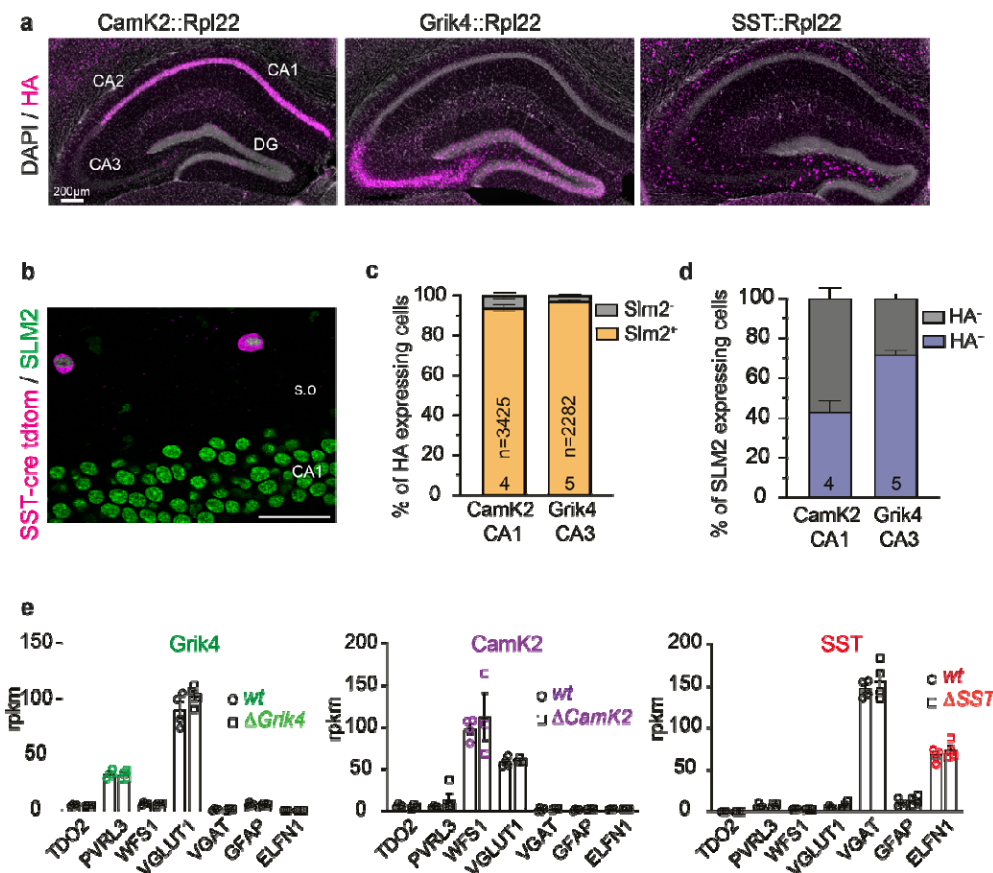 a
CamK2::Rpl22
Grik4::Rpl22
SST::Rpl22
DAPI / HA
CA2
CA1
CA3
DG
200µm
b
SST-cre tdtom / SLM2
s.o
CA1
c
% of HA expressing cells
100
80
60
40
20
0
n=3425
4
n=2282
5
Slm2⁻
Slm2⁺
CamK2
CA1
Grik4
CA3
d
% of SLM2 expressing cells
100
80
60
40
20
0
4
5
HA⁻
HA⁻
CamK2
CA1
Grik4
CA3
e
Grik4
rpkm
150
100
50
0
wt
ΔGrik4
TDO2
PVRL3
WFS1
VGLUT1
VGAT
GFAP
ELFN1
CamK2
rpkm
200
150
100
50
0
wt
ΔCamK2
TDO2
PVRL3
WFS1
VGLUT1
VGAT
GFAP
ELFN1
SST
rpkm
200
150
100
50
0
wt
ΔSST
TDO2
PVRL3
WFS1
VGLUT1
VGAT
GFAP
ELFN1